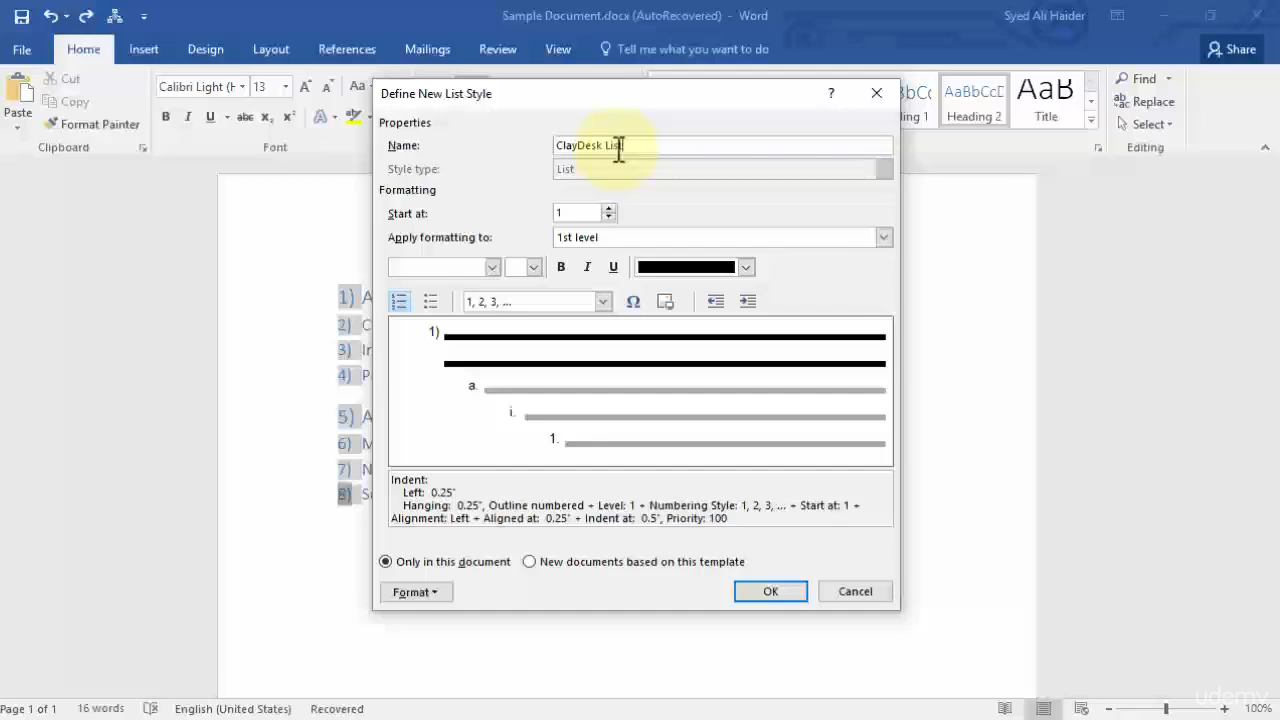 Sample Document.docx (AutoRecovered) - Word
Syed Ali Haider
File Home Insert Design Layout References Mailings Review View Tell me what you want to do Share
Paste
Cut
Copy
Format Painter
Clipboard
Calibri Light (H 13
B I U abc
Font
Aa
AaBbCcD
Heading 2
AaB
Title
Find
Replace
Select
Editing
Define New List Style
?
Properties
Name: ClayDesk List
Style type: List
Formatting
Start at: 1
Apply formatting to: 1st level
B I U
1, 2, 3, ...
Ω
1)
a.
i.
1.
Indent:
Left: 0.25"
Hanging: 0.25", Outline numbered + Level: 1 + Numbering Style: 1, 2, 3, ... + Start at: 1 +
Alignment: Left + Aligned at: 0.25" + Indent at: 0.5", Priority: 100
Only in this document New documents based on this template
Format OK Cancel
1) A
2) C
3) In
4) P
5) A
6) M
7) N
8) S
Page 1 of 1 16 words English (United States) Recovered
100%
udemy